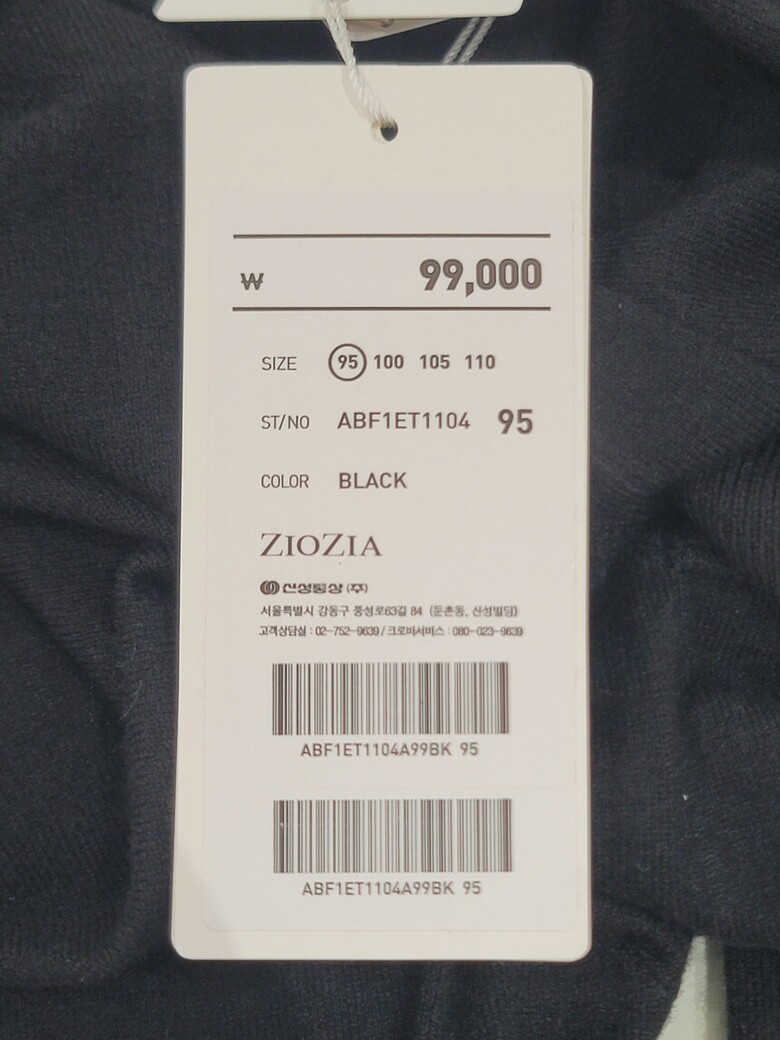 ₩ 99,000
SIZE 95 100 105 110
ST/NO ABF1ET1104 95
COLOR BLACK
ZIOZIA
신성통상 (주)
서울특별시 강동구 풍성로63길 84 (둔촌동, 신성빌딩)
고객상담실 : 02-752-9639 / 크로바서비스 : 080-023-9639
ABF1ET1104A99BK 95
ABF1ET1104A99BK 95